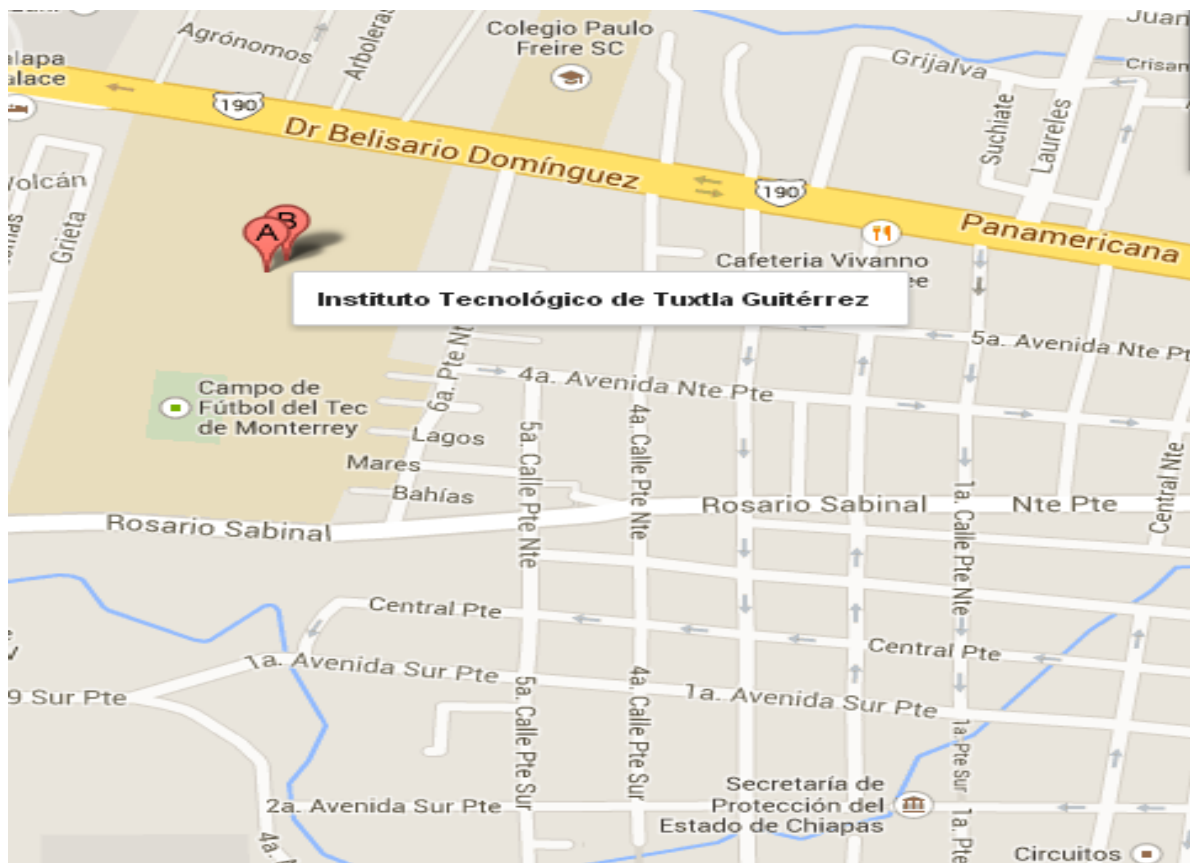 Agrónomos
Arboleras
Colegio Paulo
Freire SC
Juan
alapa
alace
190
Dr Belisario Domínguez
190
Panamericana
Grijalva
Crisan
Suchiate
Laureles
Volcán
Grieta
A
B
Cafeteria Vivanno
ee
Instituto Tecnológico de Tuxtla Guitérrez
5a. Avenida Nte Pt
4a. Avenida Nte Pte
6a. Pte Nt
Campo de
Fútbol del Tec
de Monterrey
Lagos
Mares
Bahías
5a. Calle Pte Nte
4a. Calle Pte Nte
1a. Calle Pte Nte
Central Nte
Rosario Sabinal
Rosario Sabinal
Nte Pte
Central Pte
Central Pte
1a. Avenida Sur Pte
9 Sur Pte
1a. Avenida Sur Pte
5a. Calle Pte Sur
4a. Calle Pte Sur
1a. Pte Sur
1a. P
2a. Avenida Sur Pte
4a. A
Secretaría de
Protección del
Estado de Chiapas
Circuitos